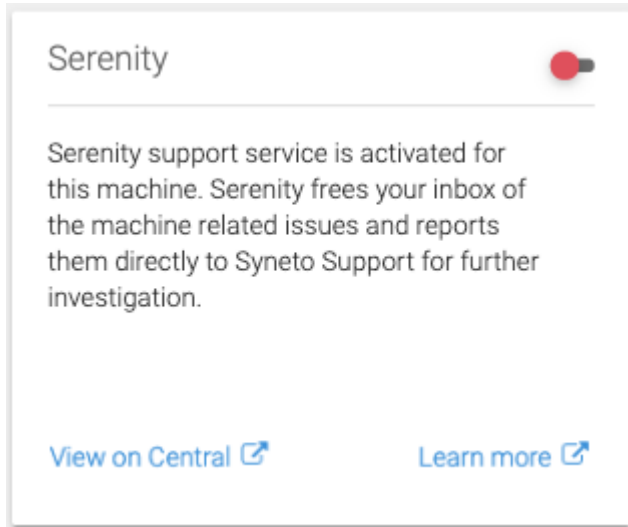 Serenity
Serenity support service is activated for
this machine. Serenity frees your inbox of
the machine related issues and reports
them directly to Syneto Support for further
investigation.
View on Central
Learn more